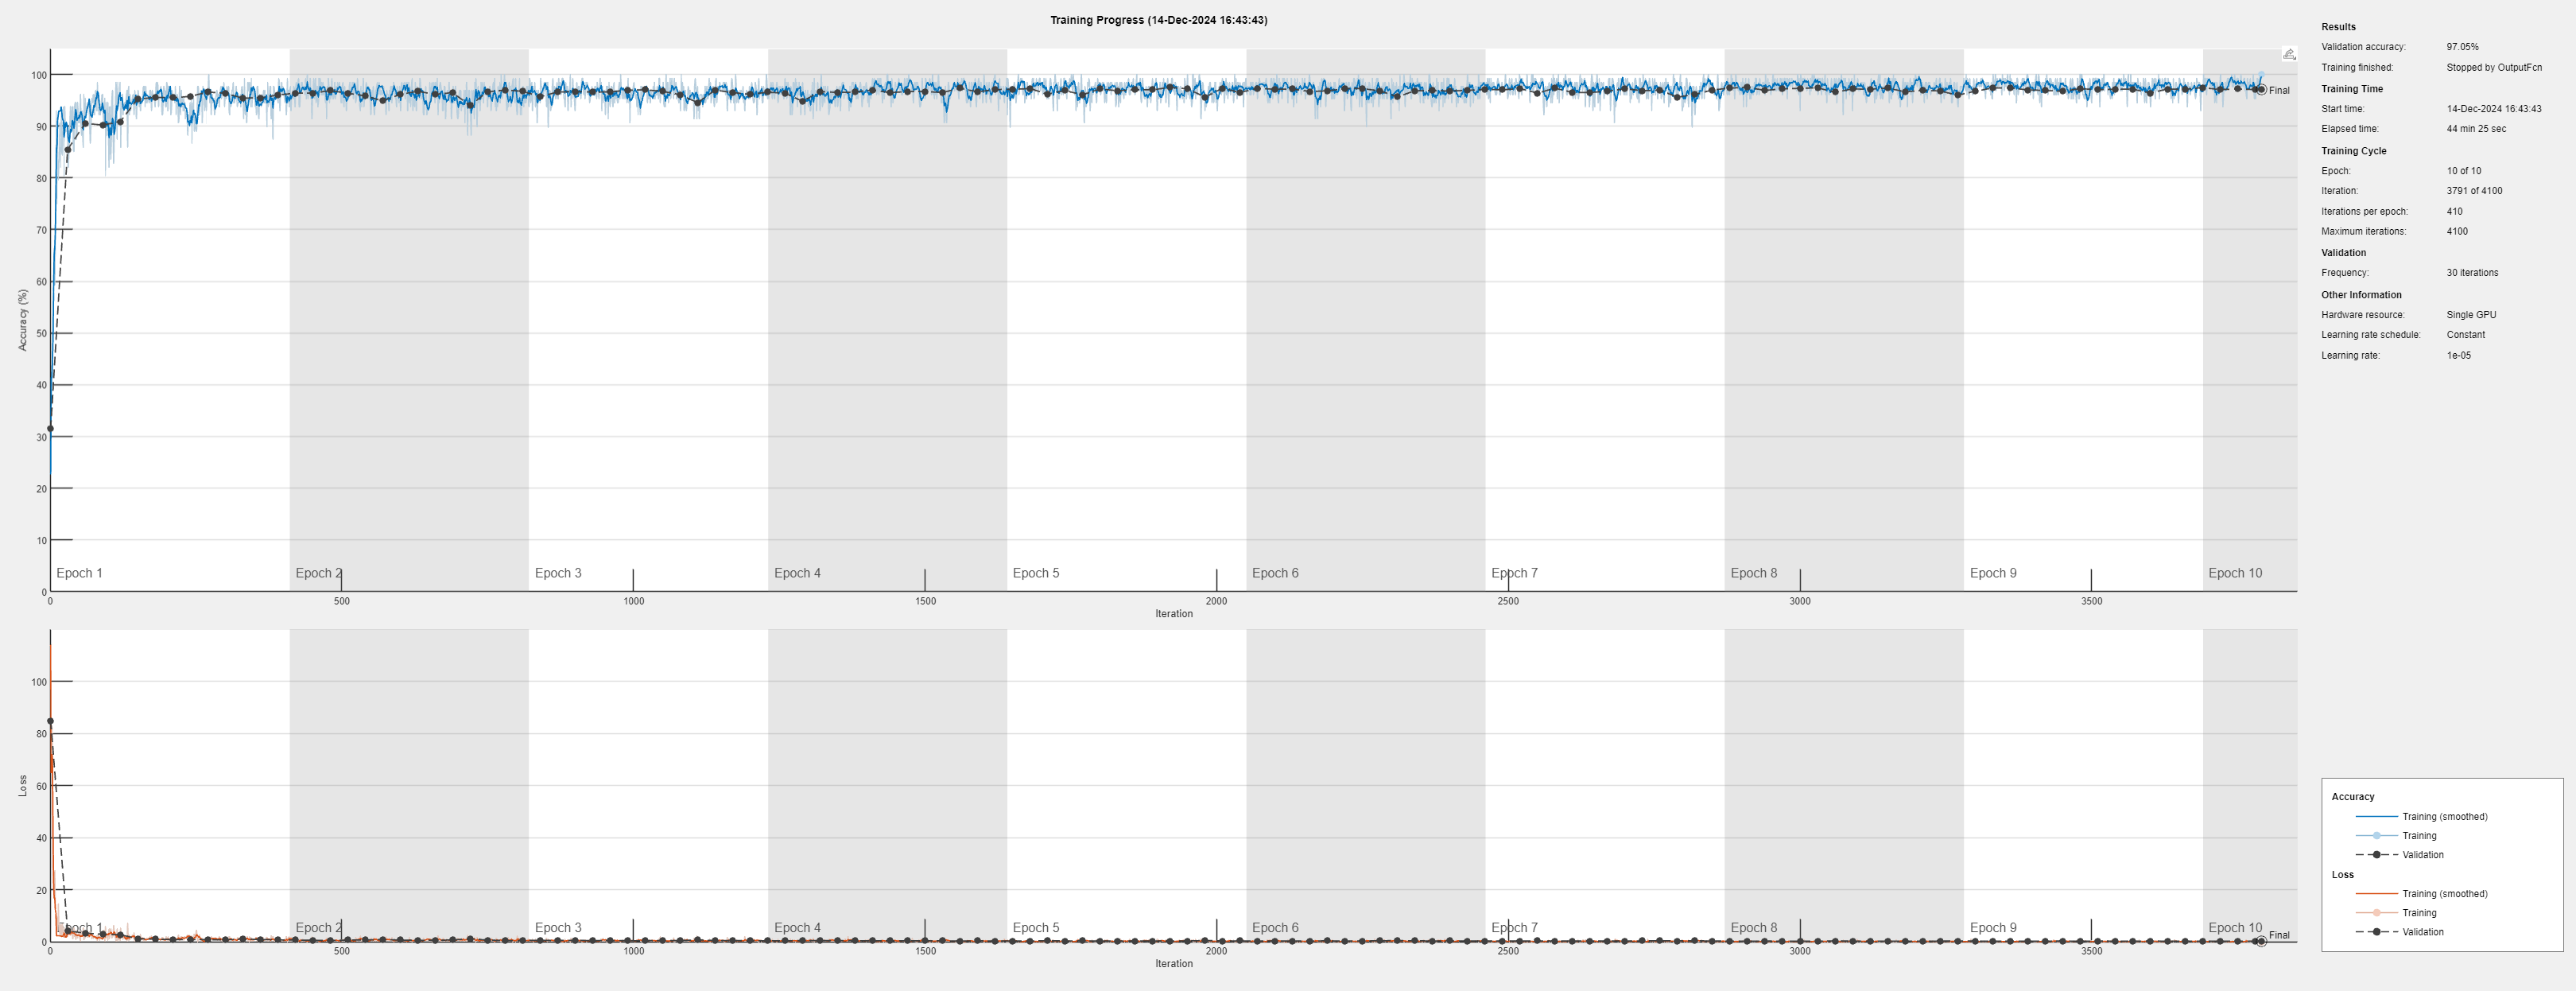 Training Progress (14-Dec-2024 16:43:43)
100
90
80
70
60
50
40
30
20
10
0
Accuracy (%)
Final
Epoch 1 Epoch 2 Epoch 3 Epoch 4 Epoch 5 Epoch 6 Epoch 7 Epoch 8 Epoch 9 Epoch 10
0 500 1000 1500 2000 2500 3000 3500
Iteration
100
80
60
40
20
0
Loss
Epoch 1 Epoch 2 Epoch 3 Epoch 4 Epoch 5 Epoch 6 Epoch 7 Epoch 8 Epoch 9 Epoch 10
Final
0 500 1000 1500 2000 2500 3000 3500
Iteration
Results
Validation accuracy: 97.05%
Training finished: Stopped by OutputFcn
Training Time
Start time: 14-Dec-2024 16:43:43
Elapsed time: 44 min 25 sec
Training Cycle
Epoch: 10 of 10
Iteration: 3791 of 4100
Iterations per epoch: 410
Maximum iterations: 4100
Validation
Frequency: 30 iterations
Other Information
Hardware resource: Single GPU
Learning rate schedule: Constant
Learning rate: 1e-05
Accuracy
Training (smoothed)
Training
Validation
Loss
Training (smoothed)
Training
Validation